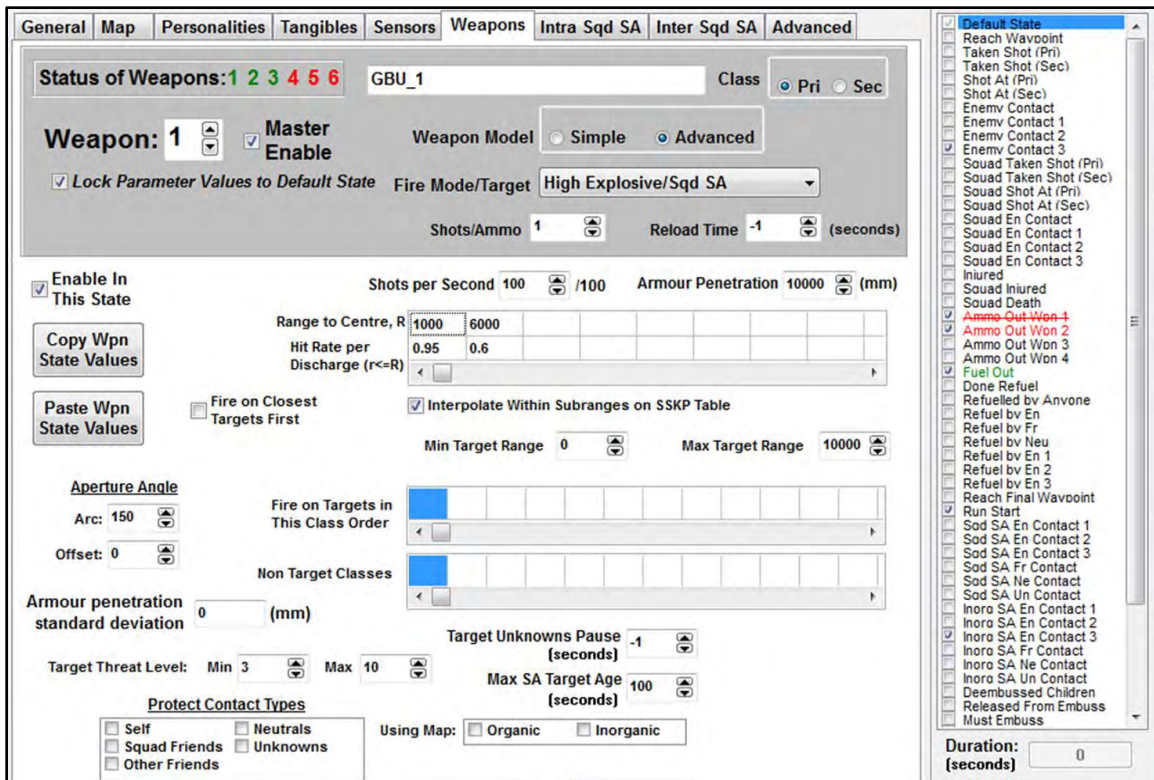 General Map Personalities Tangibles Sensors Weapons Intra Sqd SA Inter Sqd SA Advanced
Status of Weapons:1 2 3 4 5 6 GBU_1 Class Pri Sec
Weapon: 1 Master Enable Weapon Model Simple Advanced
Lock Parameter Values to Default State Fire Mode/Target High Explosive/Sqd SA
Shots/Ammo 1 Reload Time -1 (seconds)
Enable In This State
Shots per Second 100 /100 Armour Penetration 10000 (mm)
Copy Wpn State Values
Range to Centre, R 1000 6000
Hit Rate per Discharge (r<=R) 0.95 0.6
Paste Wpn State Values
Fire on Closest Targets First
Interpolate Within Subranges on SSKP Table
Min Target Range 0 Max Target Range 10000
Aperture Angle
Arc: 150
Offset: 0
Fire on Targets in This Class Order
Non Target Classes
Armour penetration standard deviation 0 (mm)
Target Unknowns Pause (seconds) -1
Target Threat Level: Min 3 Max 10
Max SA Target Age (seconds) 100
Protect Contact Types
Self Neutrals
Squad Friends Unknowns
Other Friends
Using Map: Organic Inorganic
Default State
Reach Waypoint
Taken Shot (Pri)
Taken Shot (Sec)
Shot At (Pri)
Shot At (Sec)
Enemy Contact
Enemy Contact 1
Enemy Contact 2
Enemy Contact 3
Squad Taken Shot (Pri)
Squad Taken Shot (Sec)
Squad Shot At (Pri)
Squad Shot At (Sec)
Squad En Contact
Squad En Contact 1
Squad En Contact 2
Squad En Contact 3
Injured
Squad Injured
Squad Death
Ammo Out Wpn 1
Ammo Out Wpn 2
Ammo Out Wpn 3
Ammo Out Wpn 4
Fuel Out
Done Refuel
Refuelled by Anyone
Refuel by En
Refuel by Fr
Refuel by Neu
Refuel by En 1
Refuel by En 2
Refuel by En 3
Reach Final Waypoint
Run Start
Sqd SA En Contact 1
Sqd SA En Contact 2
Sqd SA En Contact 3
Sqd SA Fr Contact
Sqd SA Ne Contact
Sqd SA Un Contact
Inorg SA En Contact 1
Inorg SA En Contact 2
Inorg SA En Contact 3
Inorg SA Fr Contact
Inorg SA Ne Contact
Inorg SA Un Contact
Deembussed Children
Released From Embuss
Must Embuss
Duration: (seconds) 0